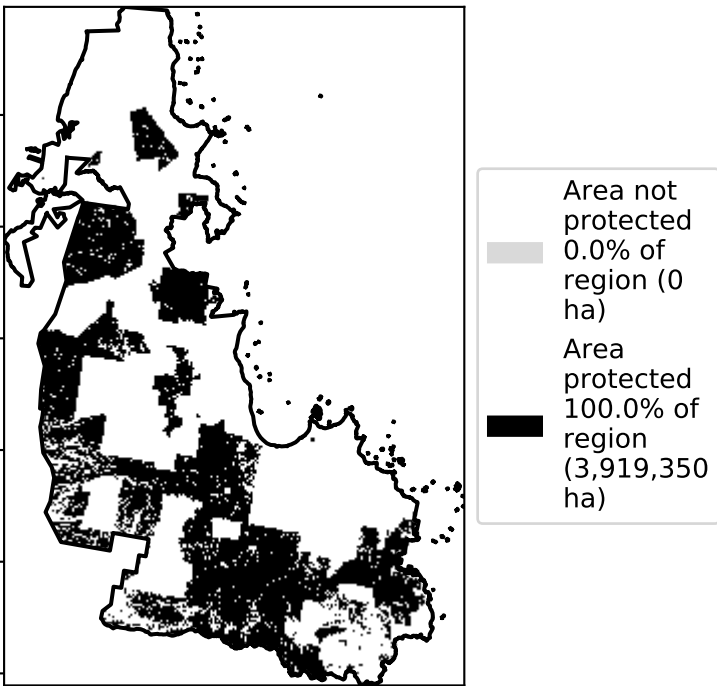 Area not
protected
0.0% of
region (0
ha)
Area
protected
100.0% of
region
(3,919,350
ha)